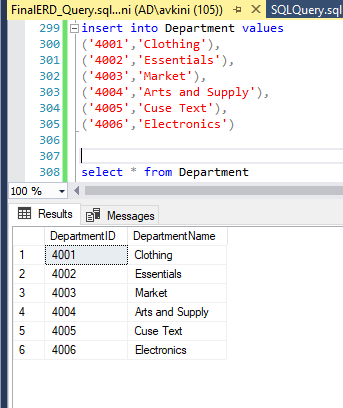 FinalERD_Query.sql...ni (AD\avkini (105))
SQLQuery.sql
299 insert into Department values
300 ('4001','Clothing'),
301 ('4002','Essentials'),
302 ('4003','Market'),
303 ('4004','Arts and Supply'),
304 ('4005','Cuse Text'),
305 ('4006','Electronics')
306
307
308 select * from Department
100 %
Results Messages
DepartmentID DepartmentName
1 4001 Clothing
2 4002 Essentials
3 4003 Market
4 4004 Arts and Supply
5 4005 Cuse Text
6 4006 Electronics